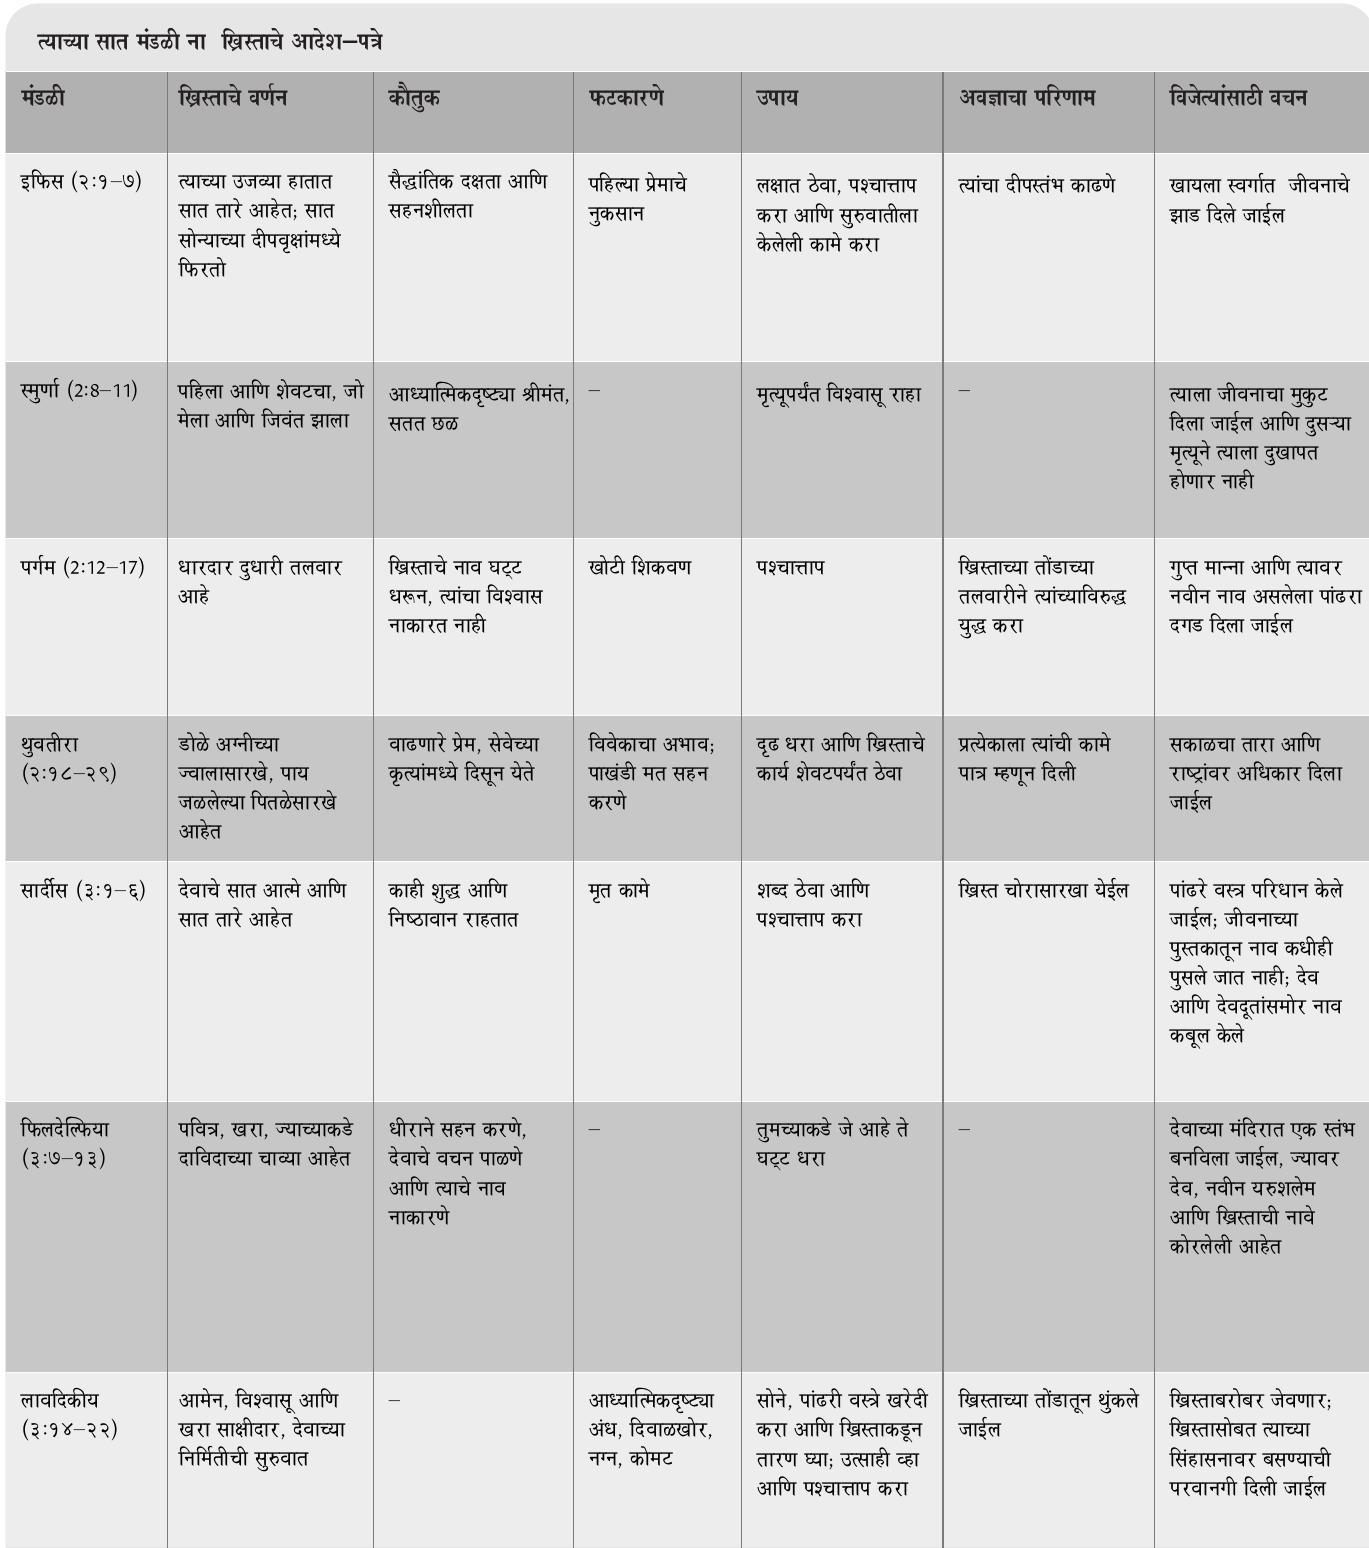 त्याच्या सात मंडळी ना  ख्रिस्ताचे आदेश–पत्रे
मंडळी
ख्रिस्ताचे वर्णन
कौतुक
फटकारणे
उपाय
अवज्ञाचा परिणाम
विजेत्यांसाठी वचन
इफिस (२:१–७)
त्याच्या उजव्या हातात
सात तारे आहेत; सात
सोन्याच्या दीपवृक्षांमध्ये
फिरतो
सैद्धांतिक दक्षता आणि
सहनशीलता
पहिल्या प्रेमाचे
नुकसान
लक्षात ठेवा, पश्चात्ताप
करा आणि सुरुवातीला
केलेली कामे करा
त्यांचा दीपस्तंभ काढणे
खायला स्वर्गात  जीवनाचे
झाड दिले जाईल
स्मुर्णा (2:8–11)
पहिला आणि शेवटचा, जो
मेला आणि जिवंत झाला
आध्यात्मिकदृष्ट्या श्रीमंत,
सतत छळ
–
मृत्यूपर्यंत विश्वासू राहा
–
त्याला जीवनाचा मुकुट
दिला जाईल आणि दुसऱ्या
मृत्यूने त्याला दुखापत
होणार नाही
पर्गम (2:12–17)
धारदार दुधारी तलवार
आहे
ख्रिस्ताचे नाव घट्ट
धरून, त्यांचा विश्वास
नाकारत नाही
खोटी शिकवण
पश्चात्ताप
ख्रिस्ताच्या तोंडाच्या
तलवारीने त्यांच्याविरुद्ध
युद्ध करा
गुप्त मान्ना आणि त्यावर
नवीन नाव असलेला पांढरा
दगड दिला जाईल
थुवतीरा
(२:१८–२९)
डोळे अग्नीच्या
ज्वालासारखे, पाय
जळलेल्या पितळेसारखे
आहेत
वाढणारे प्रेम, सेवेच्या
कृत्यांमध्ये दिसून येते
विवेकाचा अभाव;
पाखंडी मत सहन
करणे
दृढ धरा आणि ख्रिस्ताचे
कार्य शेवटपर्यंत ठेवा
प्रत्येकाला त्यांची कामे
पात्र म्हणून दिली
सकाळचा तारा आणि
राष्ट्रांवर अधिकार दिला
जाईल
सार्दीस (३:१–६)
देवाचे सात आत्मे आणि
सात तारे आहेत
काही शुद्ध आणि
निष्ठावान राहतात
मृत कामे
शब्द ठेवा आणि
पश्चात्ताप करा
ख्रिस्त चोरासारखा येईल
पांढरे वस्त्र परिधान केले
जाईल; जीवनाच्या
पुस्तकातून नाव कधीही
पुसले जात नाही; देव
आणि देवदूतांसमोर नाव
कबूल केले
फिलदेल्फिया
(३:७–१३)
पवित्र, खरा, ज्याच्याकडे
दाविदाच्या चाव्या आहेत
धीराने सहन करणे,
देवाचे वचन पाळणे
आणि त्याचे नाव
नाकारणे
–
तुमच्याकडे जे आहे ते
घट्ट धरा
–
देवाच्या मंदिरात एक स्तंभ
बनविला जाईल, ज्यावर
देव, नवीन यरुशलेम
आणि ख्रिस्ताची नावे
कोरलेली आहेत
लावदिकीय
(३:१४–२२)
आमेन, विश्वासू आणि
खरा साक्षीदार, देवाच्या
निर्मितीची सुरुवात
–
आध्यात्मिकदृष्ट्या
अंध, दिवाळखोर,
नग्न, कोमट
सोने, पांढरी वस्त्रे खरेदी
करा आणि ख्रिस्ताकडून
तारण घ्या; उत्साही व्हा
आणि पश्चात्ताप करा
ख्रिस्ताच्या तोंडातून थुंकले
जाईल
ख्रिस्ताबरोबर जेवणार;
ख्रिस्तासोबत त्याच्या
सिंहासनावर बसण्याची
परवानगी दिली जाईल